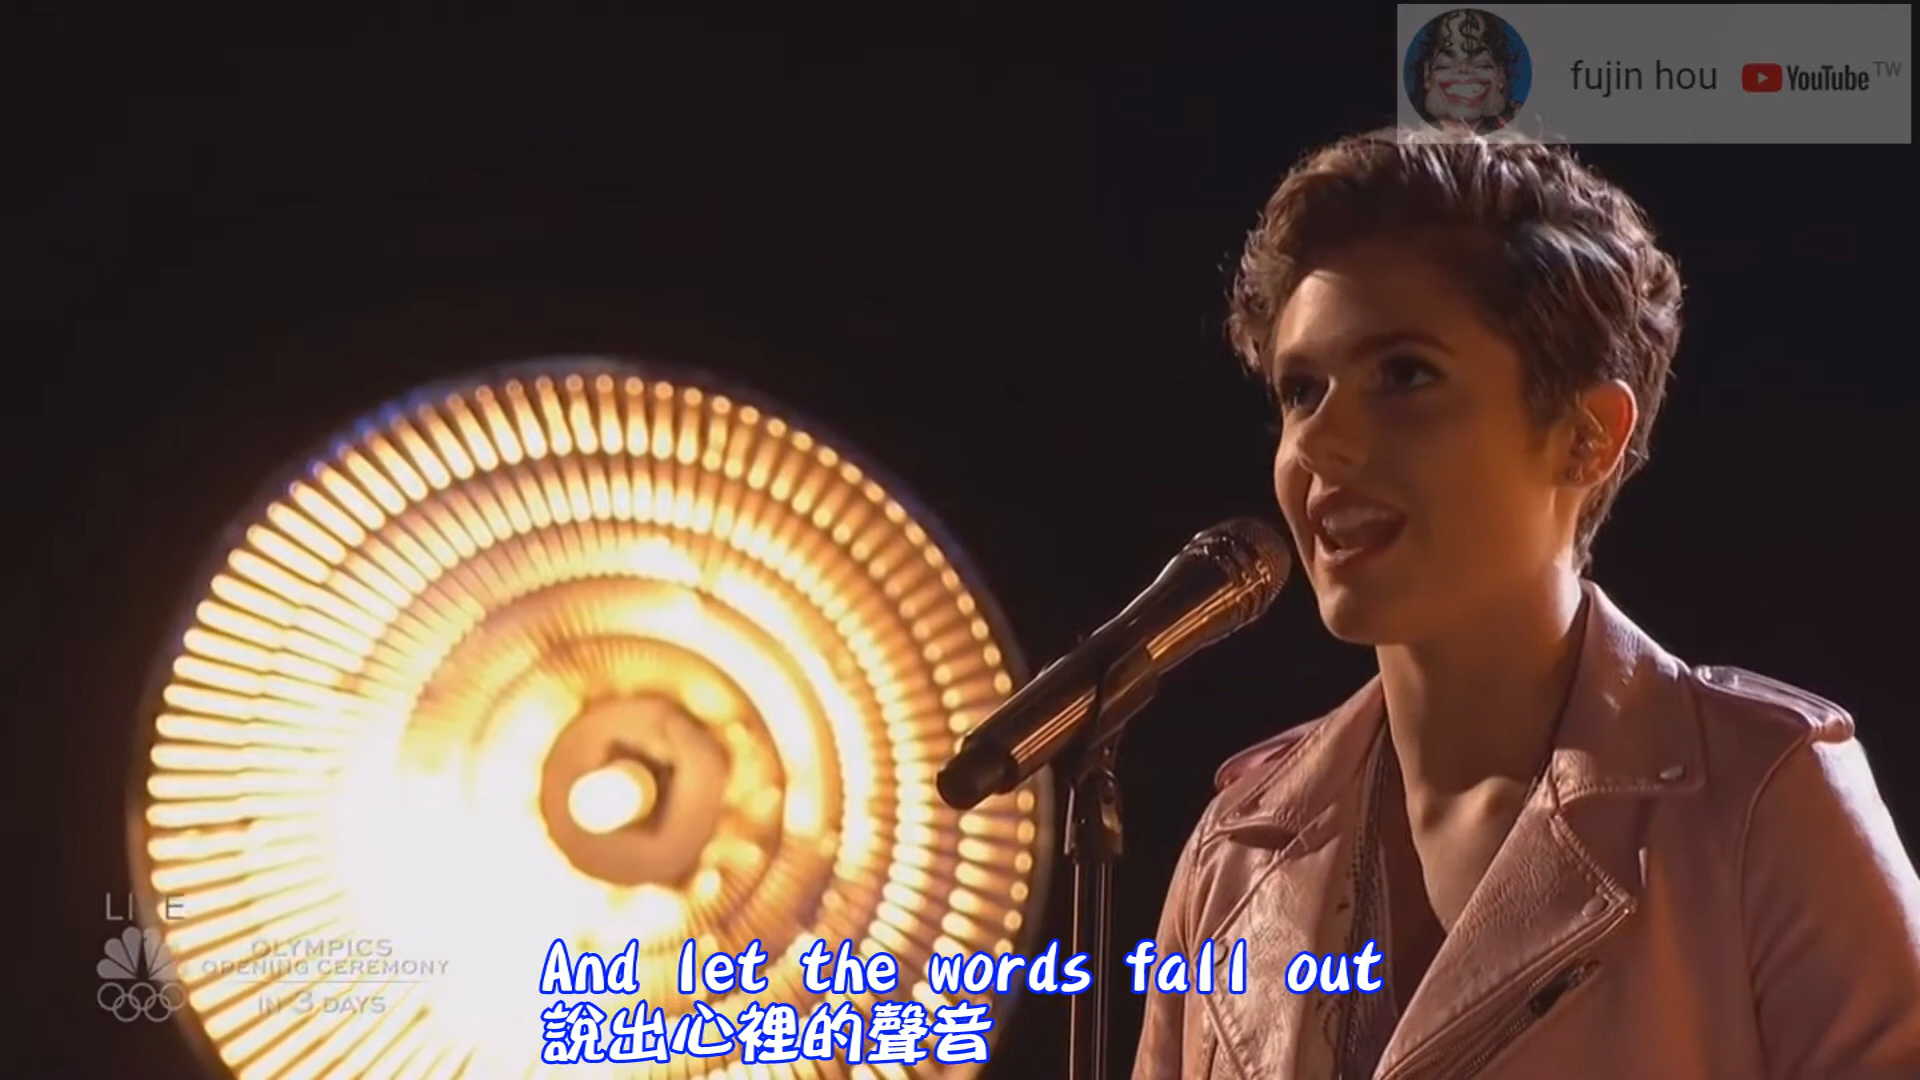 fujin hou YouTube TW
LIVE
OLYMPICS
OPENING CEREMONY
IN 3 DAYS
And let the words fall out
說出心裡的聲音